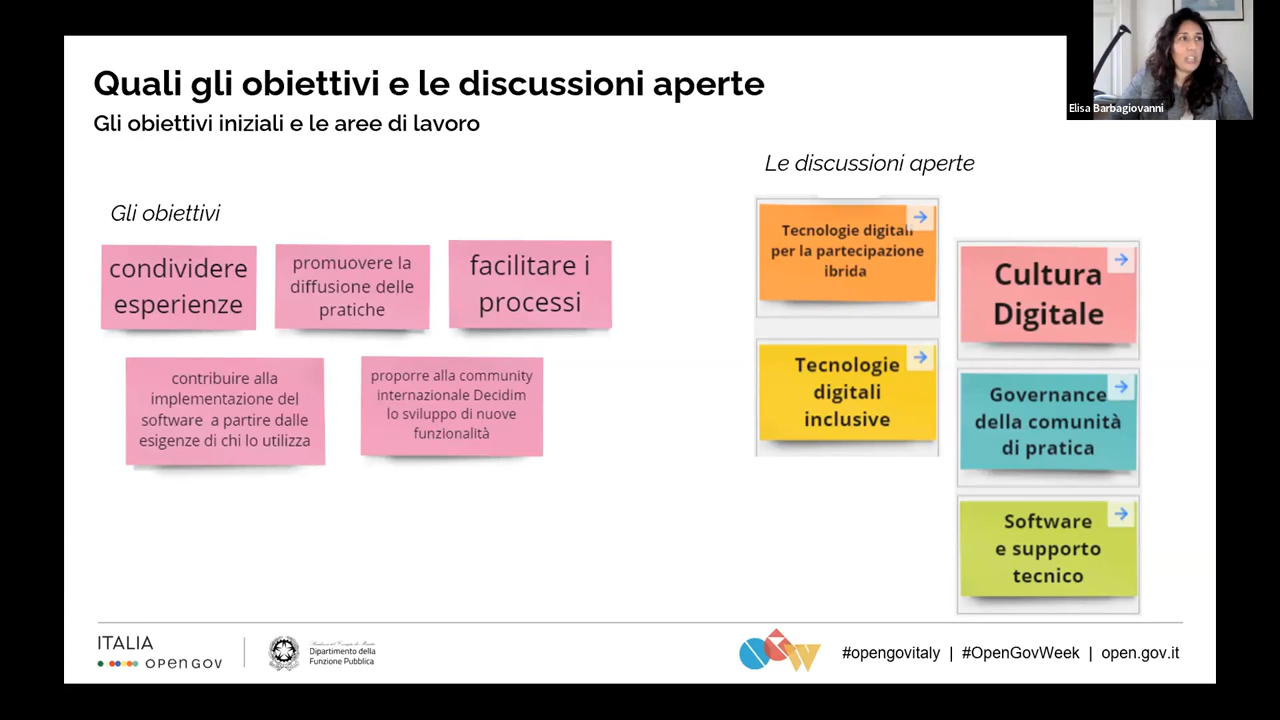 Quali gli obiettivi e le discussioni aperte
Gli obiettivi iniziali e le aree di lavoro
Elisa Barbagiovanni
Gli obiettivi
condividere
esperienze
promuovere la
diffusione delle
pratiche
facilitare i
processi
contribuire alla
implementazione del
software a partire dalle
esigenze di chi lo utilizza
proporre alla community
internazionale Decidim
lo sviluppo di nuove
funzionalità
Le discussioni aperte
Tecnologie digitali
per la partecipazione
ibrida
Tecnologie
digitali
inclusive
Cultura
Digitale
Governance
della comunità
di pratica
Software
e supporto
tecnico
ITALIA
OPENGOV
Dipartimento della
Funzione Pubblica
OGW
#opengovitaly | #OpenGovWeek | open.gov.it